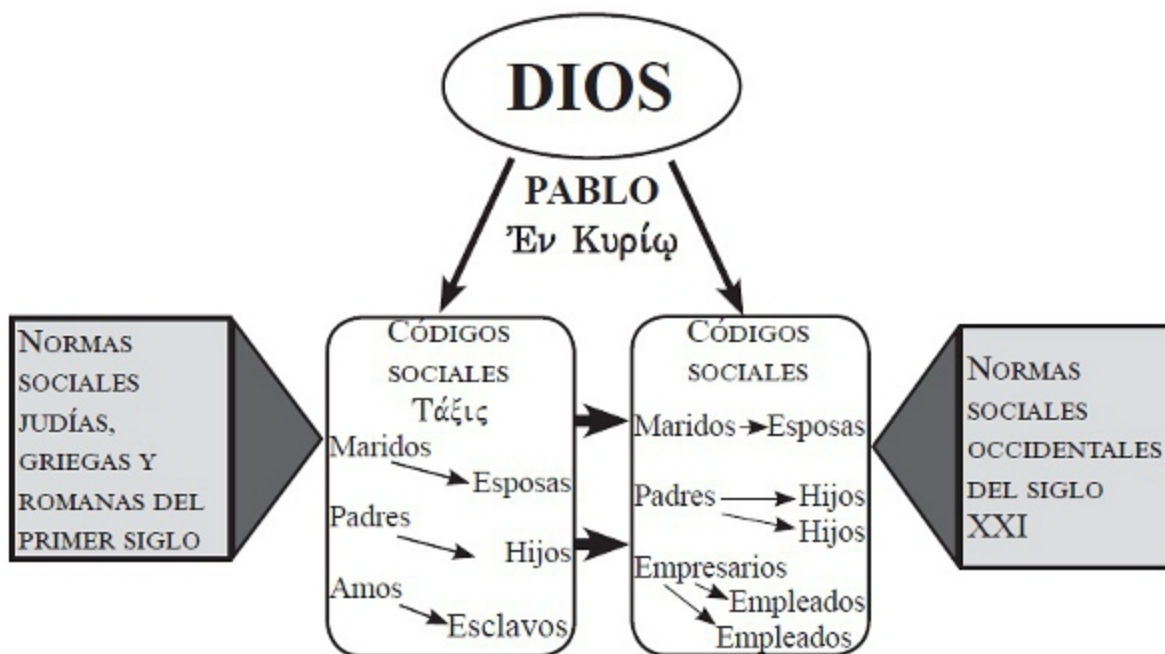 DIOS
PABLO
Ἐν Κυρίῳ
NORMAS
SOCIALES
JUDÍAS,
GRIEGAS Y
ROMANAS DEL
PRIMER SIGLO
CÓDIGOS
SOCIALES
Τάξις
Maridos
Esposas
Padres
Hijos
Amos
Esclavos
CÓDIGOS
SOCIALES
Maridos Esposas
Padres Hijos
Hijos
Empresarios
Empleados
Empleados
NORMAS
SOCIALES
OCCIDENTALES
DEL SIGLO
XXI